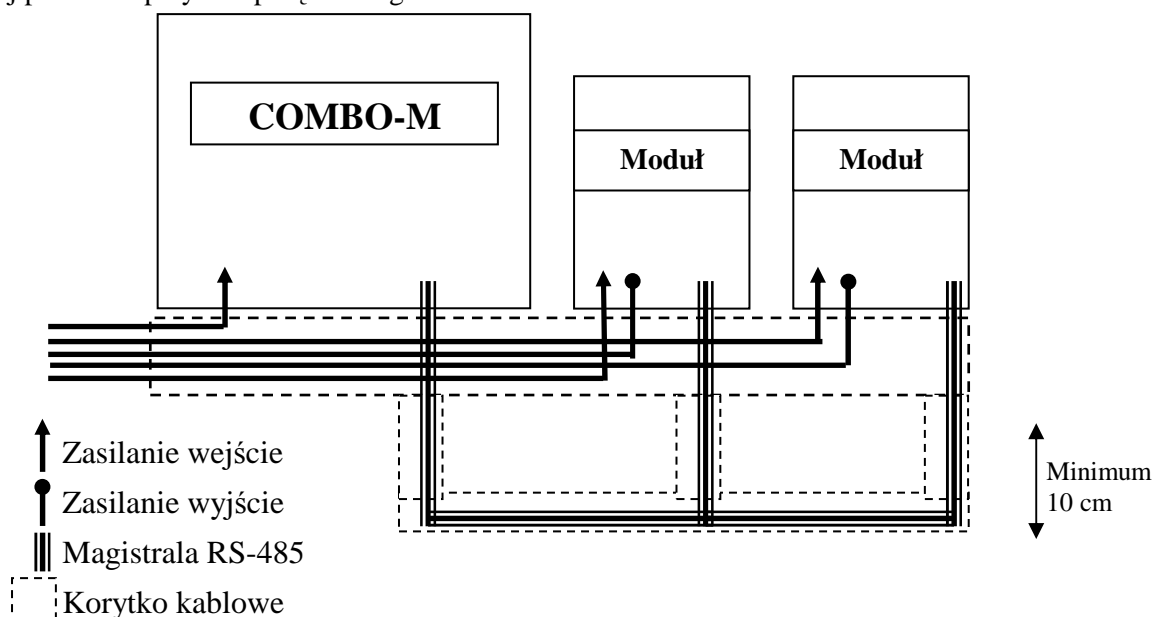 COMBO-M
Moduł
Moduł
Zasilanie wejście
Zasilanie wyjście
Magistrala RS-485
Korytko kablowe
Minimum
10 cm